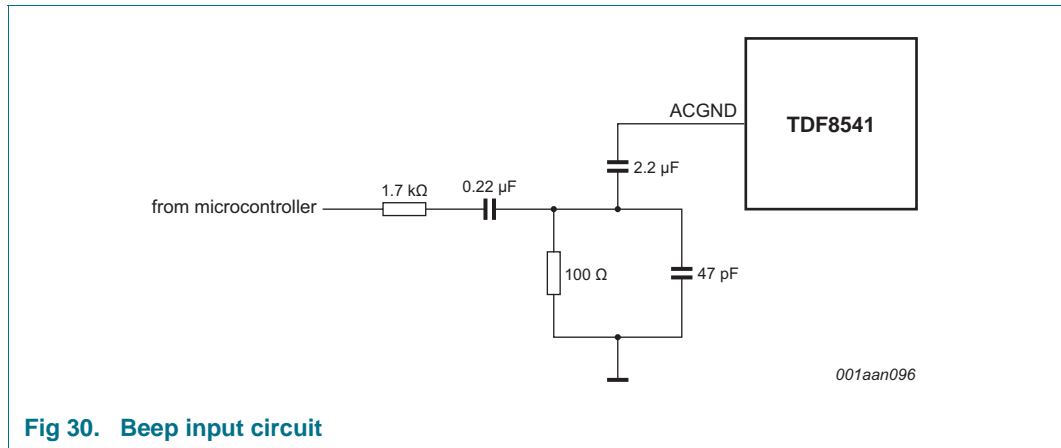 ACGND
TDF8541
2.2 μF
1.7 kΩ
0.22 μF
from microcontroller
100 Ω
47 pF
001aan096
Fig 30. Beep input circuit